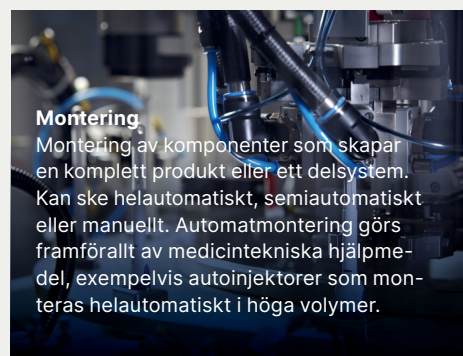 Montering
Montering av komponenter som skapar
en komplett produkt eller ett delsystem.
Kan ske helautomatiskt, semiautomatiskt
eller manuellt. Automatmontering görs
framförallt av medicintekniska hjälpme-
del, exempelvis autoinjektorer som mon-
teras helautomatiskt i höga volymer.